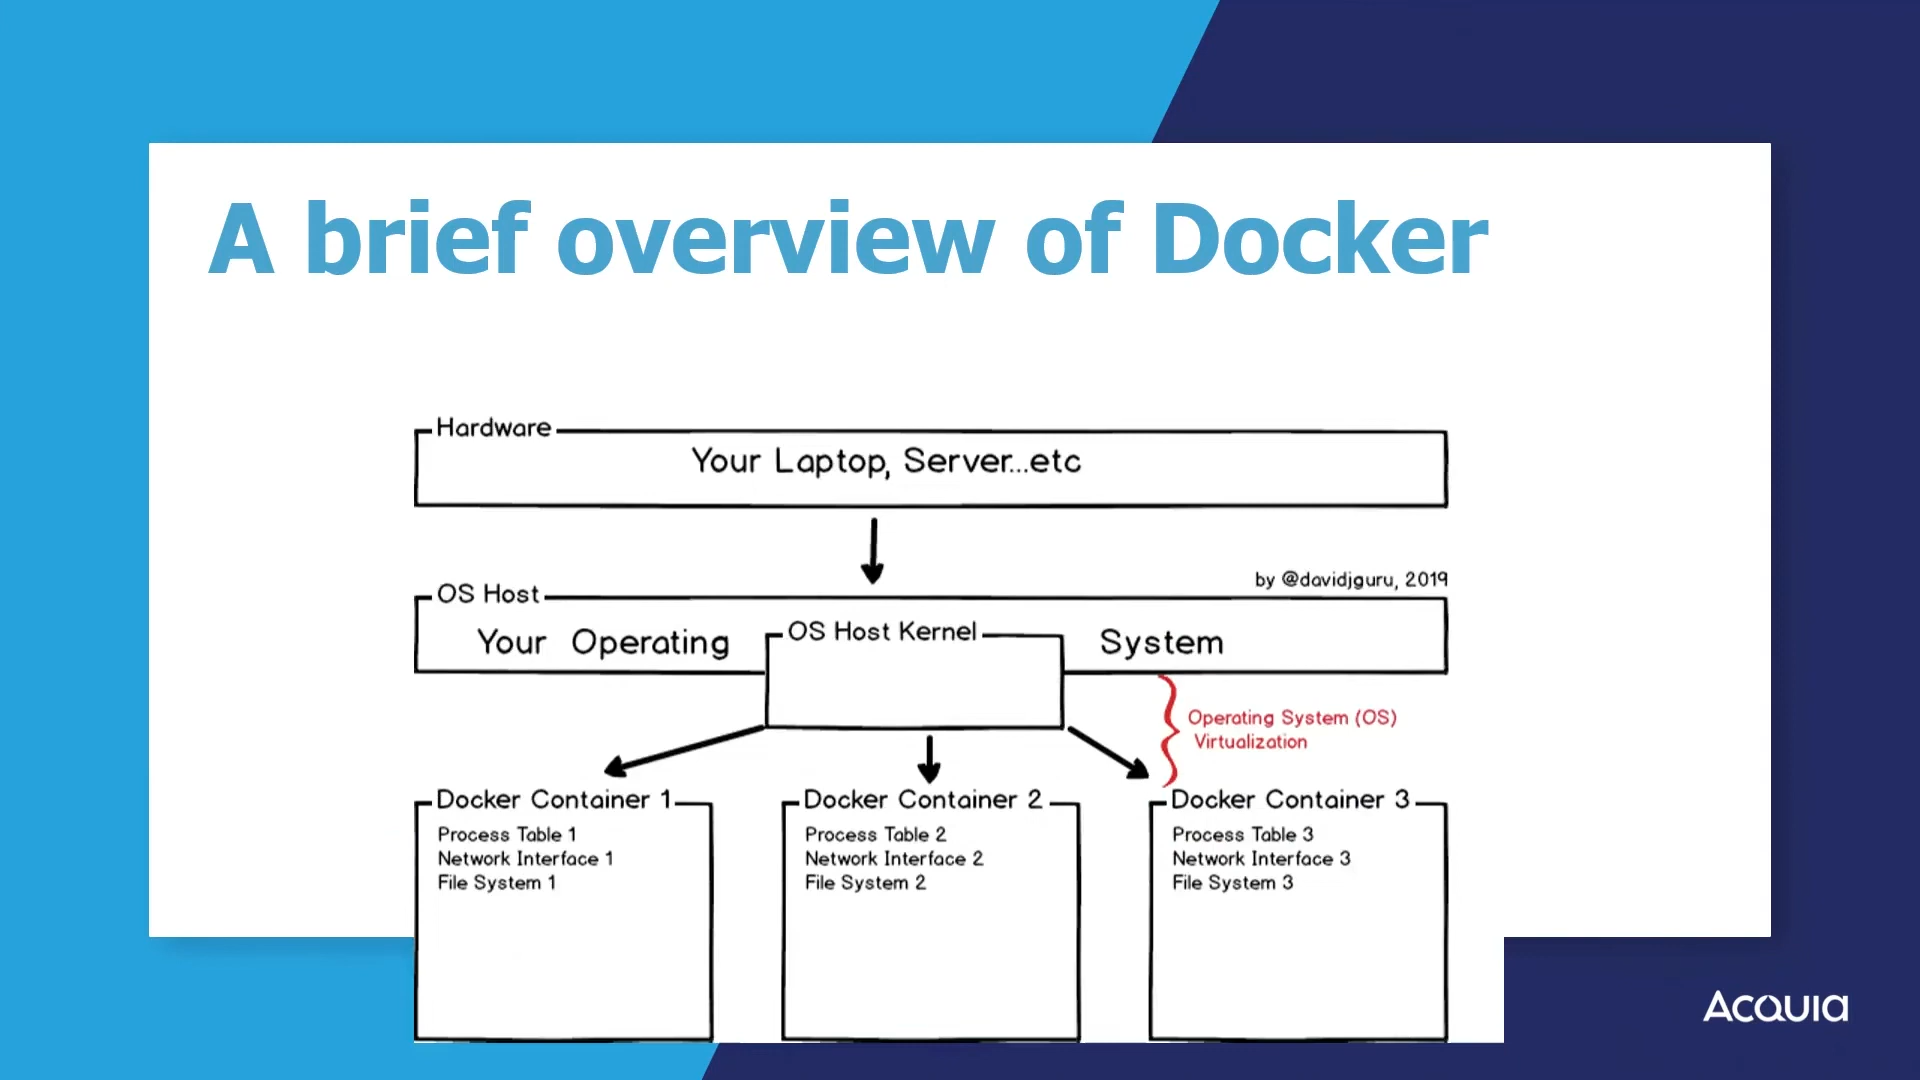 A brief overview of Docker
Hardware
Your Laptop, Server...etc
by @davidjguru, 2019
OS Host
Your Operating System
OS Host Kernel
Operating System (OS)
Virtualization
Docker Container 1
Process Table 1
Network Interface 1
File System 1
Docker Container 2
Process Table 2
Network Interface 2
File System 2
Docker Container 3
Process Table 3
Network Interface 3
File System 3
ACQUIA